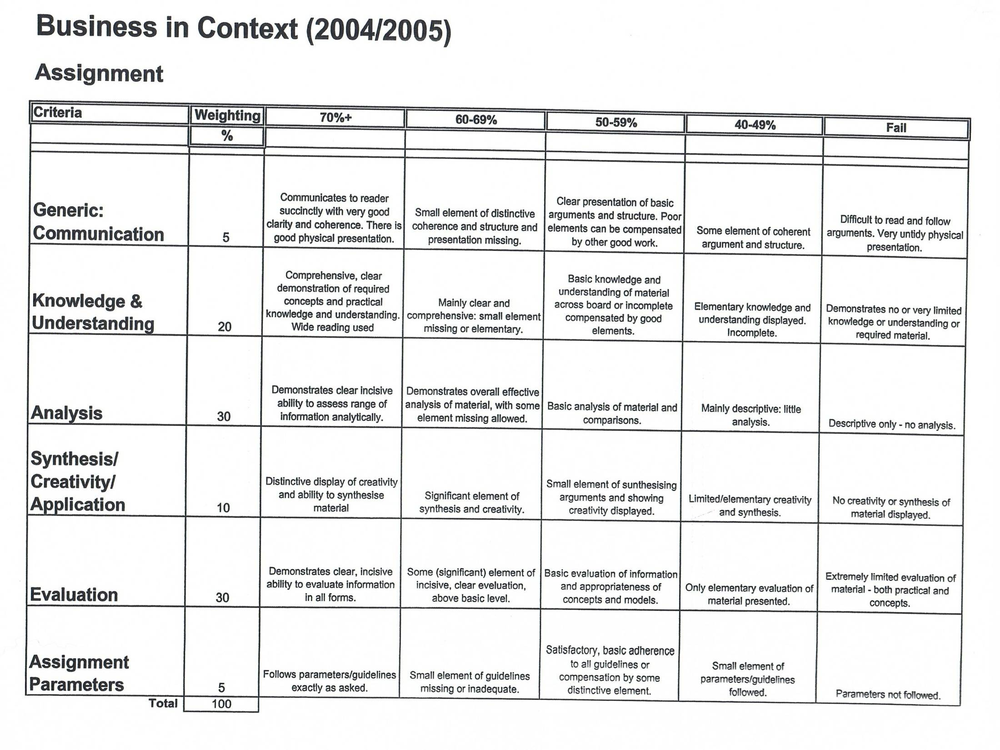 Business in Context (2004/2005)
Assignment
Criteria
Weighting
70%+
60-69%
50-59%
40-49%
Fail
%
Generic:
Communication
5
Communicates to reader
succinctly with very good
clarity and coherence. There is
good physical presentation.
Small element of distinctive
coherence and structure and
presentation missing.
Clear presentation of basic
arguments and structure. Poor
elements can be compensated
by other good work.
Some element of coherent
argument and structure.
Difficult to read and follow
arguments. Very untidy physical
presentation.
Knowledge &
Understanding
20
Comprehensive, clear
demonstration of required
concepts and practical
knowledge and understanding.
Wide reading used
Mainly clear and
comprehensive: small element
missing or elementary.
Basic knowledge and
understanding of material
across board or incomplete
compensated by good
elements.
Elementary knowledge and
understanding displayed.
Incomplete.
Demonstrates no or very limited
knowledge or understanding or
required material.
Analysis
30
Demonstrates clear incisive
ability to assess range of
information analytically.
Demonstrates overall effective
analysis of material, with some
element missing allowed.
Basic analysis of material and
comparisons.
Mainly descriptive: little
analysis.
Descriptive only - no analysis.
Synthesis/
Creativity/
Application
10
Distinctive display of creativity
and ability to synthesise
material
Significant element of
synthesis and creativity.
Small element of sunthesising
arguments and showing
creativity displayed.
Limited/elementary creativity
and synthesis.
No creativity or synthesis of
material displayed.
Evaluation
30
Demonstrates clear, incisive
ability to evaluate information
in all forms.
Some (significant) element of
incisive, clear eveluation,
above basic level.
Basic evaluation of information
and appropriateness of
concepts and models.
Only elementary evaluation of
material presented.
Extremely limited evaluation of
material - both practical and
concepts.
Assignment
Parameters
5
Follows parameters/guidelines
exactly as asked.
Small element of guidelines
missing or inadequate.
Satisfactory, basic adherence
to all guidelines or
compensation by some
distinctive element.
Small element of
parameters/guidelines
followed.
Parameters not followed.
Total
100